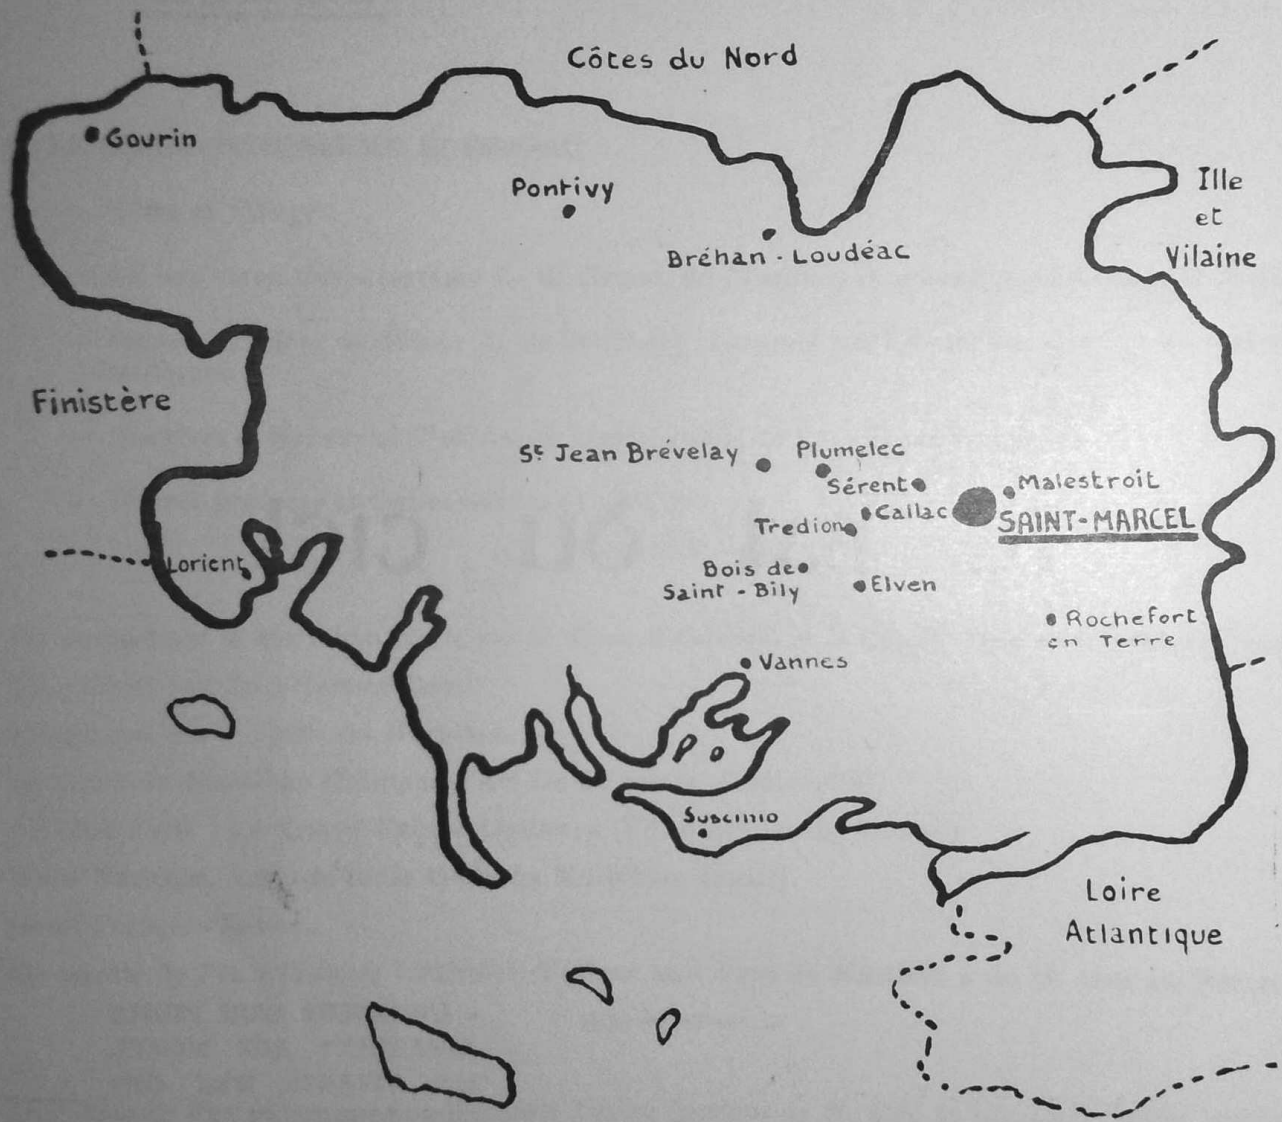 Côtes du Nord
Gourin
Pontivy
Ille
et
Vilaine
Bréhan - Loudéac
Finistère
St Jean Brévelay
Plumelec
Sérent
Malestroit
Callac
SAINT-MARCEL
Tredion
Lorient
Bois de
Saint - Bily
Elven
Rochefort
en Terre
Vannes
Suscinio
Loire
Atlantique